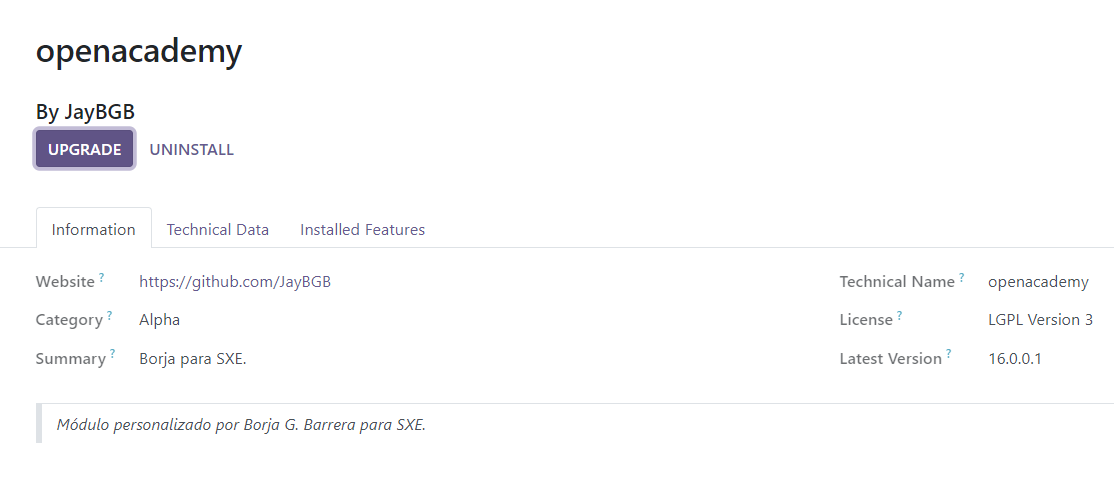 openacademy
By JayBGB
UPGRADE UNINSTALL
Information Technical Data Installed Features
Website ? https://github.com/JayBGB Technical Name ? openacademy
Category ? Alpha License ? LGPL Version 3
Summary ? Borja para SXE. Latest Version ? 16.0.0.1
Módulo personalizado por Borja G. Barrera para SXE.